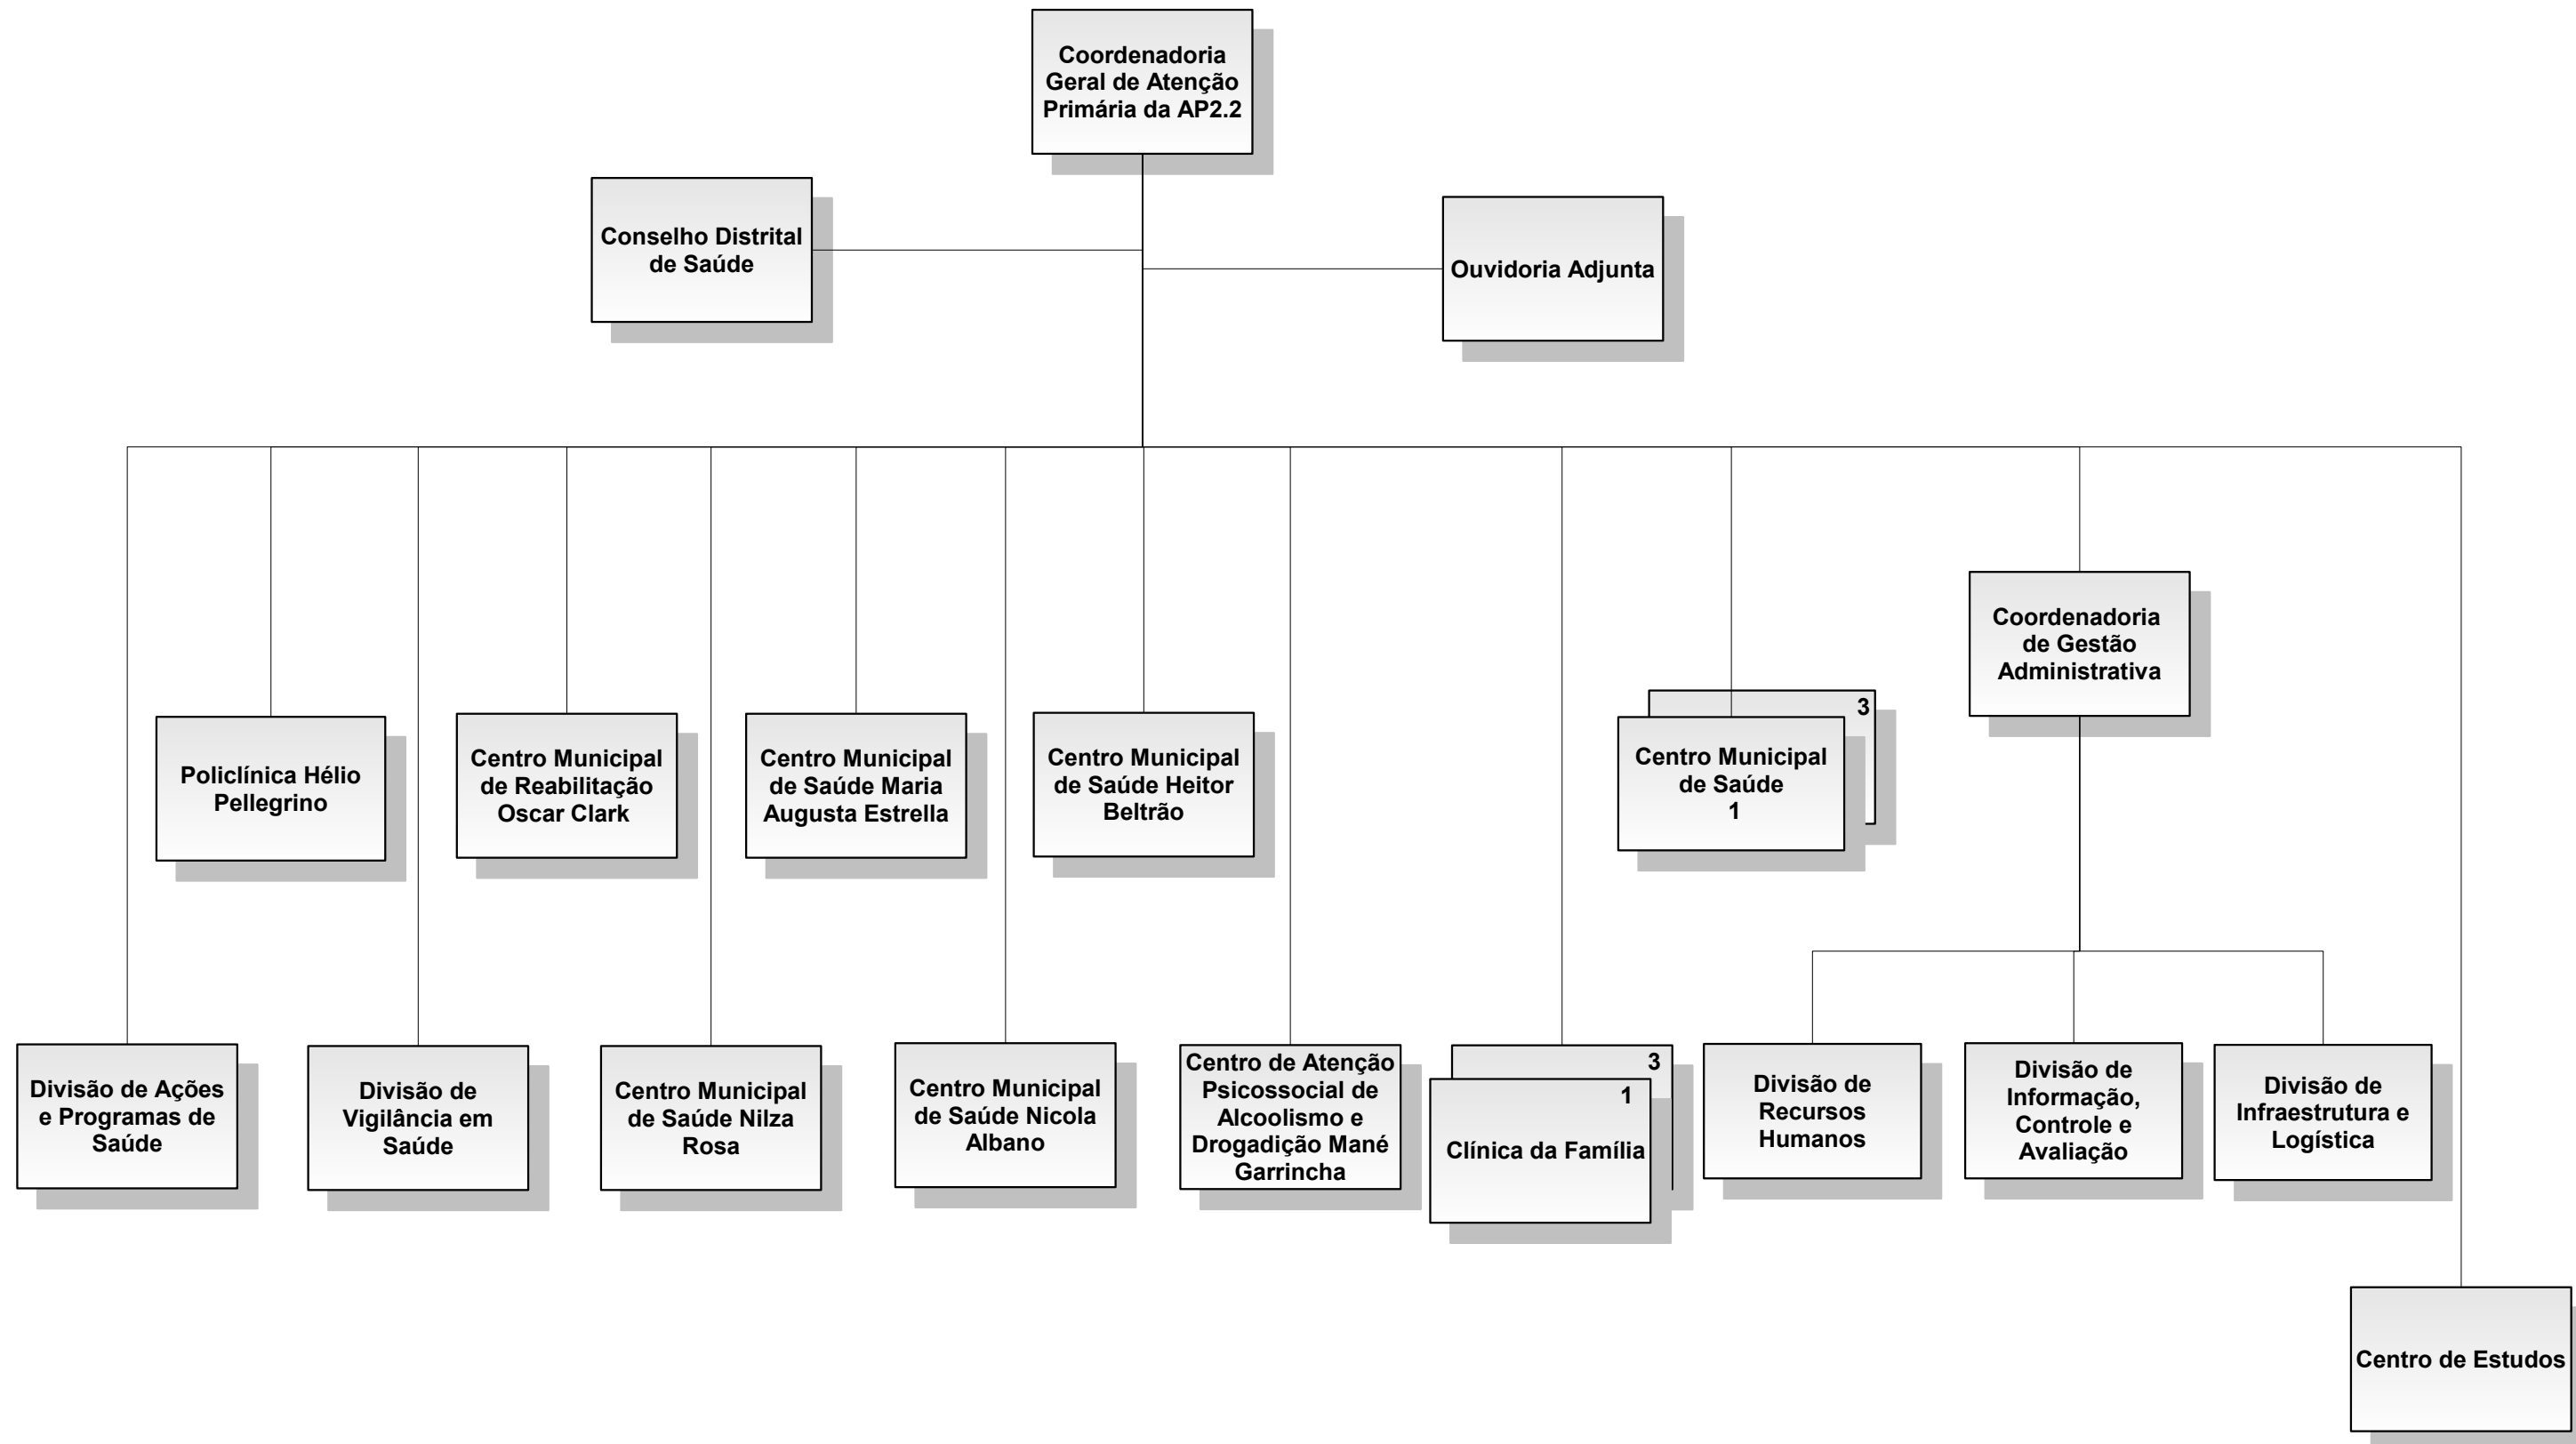 Coordenadoria
Geral de Atenção
Primária da AP2.2
Conselho Distrital
de Saúde
Ouvidoria Adjunta
Coordenadoria
de Gestão
Administrativa
Policlínica Hélio
Pellegrino
Centro Municipal
de Reabilitação
Oscar Clark
Centro Municipal
de Saúde Maria
Augusta Estrella
Centro Municipal
de Saúde Heitor
Beltrão
3
Centro Municipal
de Saúde
1
Divisão de Ações
e Programas de
Saúde
Divisão de
Vigilância em
Saúde
Centro Municipal
de Saúde Nilza
Rosa
Centro Municipal
de Saúde Nicola
Albano
Centro de Atenção
Psicossocial de
Alcoolismo e
Drogadição Mané
Garrincha
3
1
Clínica da Família
Divisão de
Recursos
Humanos
Divisão de
Informação,
Controle e
Avaliação
Divisão de
Infraestrutura e
Logística
Centro de Estudos